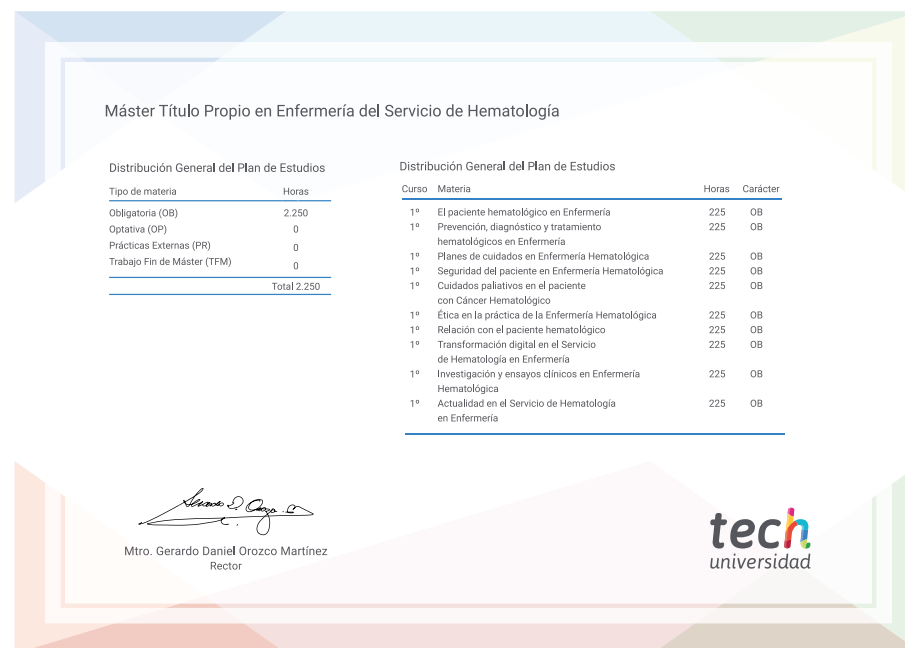 Máster Título Propio en Enfermería del Servicio de Hematología
Distribución General del Plan de Estudios
Tipo de materia Horas
Obligatoria (OB) 2.250
Optativa (OP) 0
Prácticas Externas (PR) 0
Trabajo Fin de Máster (TFM) 0
Total 2.250
Distribución General del Plan de Estudios
Curso Materia Horas Carácter
1º El paciente hematológico en Enfermería 225 OB
1º Prevención, diagnóstico y tratamiento 225 OB
hematológicos en Enfermería
1º Planes de cuidados en Enfermería Hematológica 225 OB
1º Seguridad del paciente en Enfermería Hematológica 225 OB
1º Cuidados paliativos en el paciente 225 OB
con Cáncer Hematológico
1º Ética en la práctica de la Enfermería Hematológica 225 OB
1º Relación con el paciente hematológico 225 OB
1º Transformación digital en el Servicio 225 OB
de Hematología en Enfermería
1º Investigación y ensayos clínicos en Enfermería 225 OB
Hematológica
1º Actualidad en el Servicio de Hematología 225 OB
en Enfermería
Mtro. Gerardo Daniel Orozco Martínez
Rector
tech
universidad